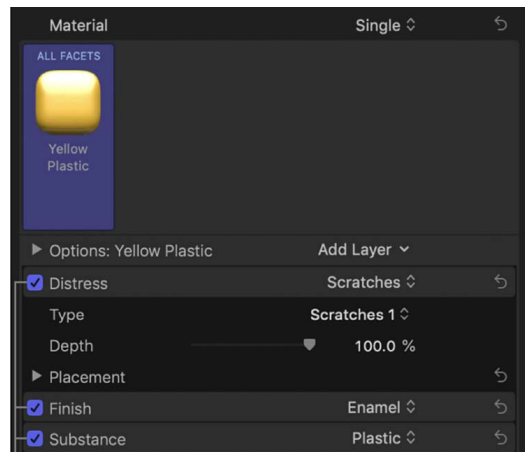 Material Single
ALL FACETS
Yellow
Plastic
Options: Yellow Plastic Add Layer
Distress Scratches
Type Scratches 1
Depth 100.0 %
Placement
Finish Enamel
Substance Plastic